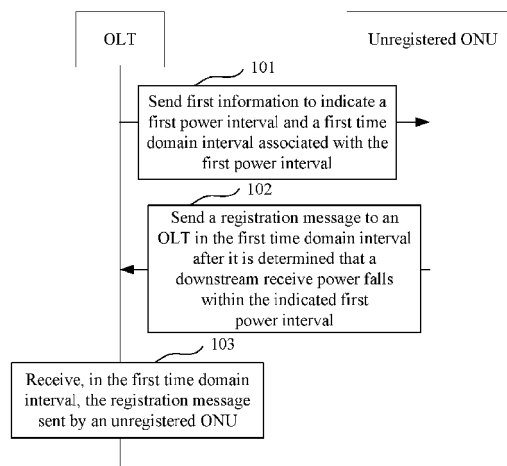 OLT
Unregistered ONU
101
Send first information to indicate a
first power interval and a first time
domain interval associated with the
first power interval
102
Send a registration message to an
OLT in the first time domain interval
after it is determined that a
downstream receive power falls
within the indicated first
power interval
103
Receive, in the first time domain
interval, the registration message
sent by an unregistered ONU